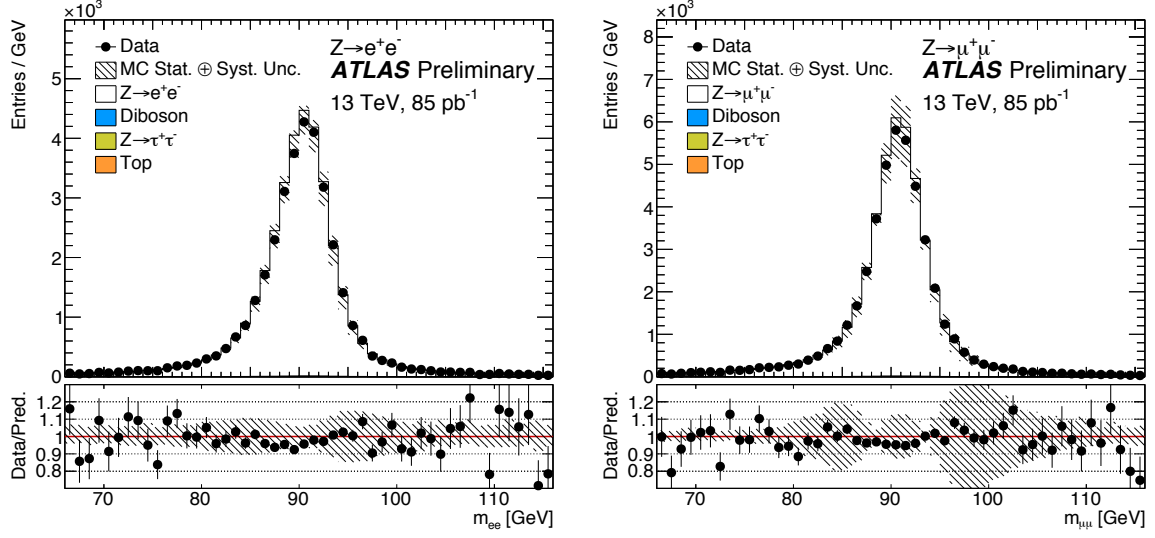 ×10³
Entries / GeV
5
4
3
2
1
0
Data
MC Stat. ⊕ Syst. Unc.
Z→e⁺e⁻
Diboson
Z→τ⁺τ⁻
Top
Z→e⁺e⁻
ATLAS Preliminary
13 TeV, 85 pb⁻¹
Data/Pred.
1.2
1.1
1
0.9
0.8
70 80 90 100 110
m_ee [GeV]
×10³
Entries / GeV
8
7
6
5
4
3
2
1
0
Data
MC Stat. ⊕ Syst. Unc.
Z→μ⁺μ⁻
Diboson
Z→τ⁺τ⁻
Top
Z→μ⁺μ⁻
ATLAS Preliminary
13 TeV, 85 pb⁻¹
Data/Pred.
1.2
1.1
1
0.9
0.8
70 80 90 100 110
m_μμ [GeV]